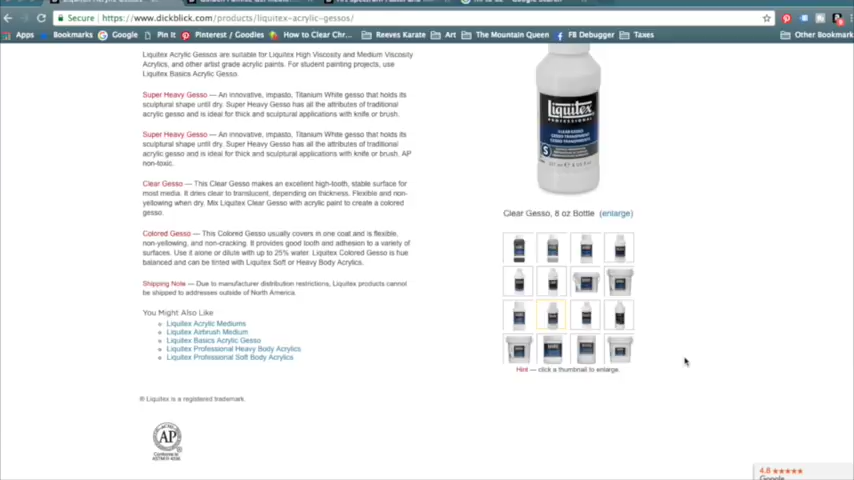 Secure https://www.dickblick.com/products/liquitex-acrylic-gessos/
Apps Bookmarks Google Pin It Pinterest / Goodies How to Clear Chr… Reeves Karate Art The Mountain Queen FB Debugger Taxes Other Bookmark
Liquitex Acrylic Gessos are suitable for Liquitex High Viscosity and Medium Viscosity
Acrylics, and other artist grade acrylic paints. For student painting projects, use
Liquitex Basics Acrylic Gesso.
Super Heavy Gesso — An innovative, impasto, Titanium White gesso that holds its
sculptural shape until dry. Super Heavy Gesso has all the attributes of traditional
acrylic gesso and is ideal for thick and sculptural applications with knife or brush.
Super Heavy Gesso — An innovative, impasto, Titanium White gesso that holds its
sculptural shape until dry. Super Heavy Gesso has all the attributes of traditional
acrylic gesso and is ideal for thick and sculptural applications with knife or brush. AP
non-toxic.
Clear Gesso — This Clear Gesso makes an excellent high-tooth, stable surface for
most media. It dries clear to translucent, depending on thickness. Flexible and non-
yellowing when dry. Mix Liquitex Clear Gesso with acrylic paint to create a colored
gesso.
Colored Gesso — This Colored Gesso usually covers in one coat and is flexible,
non-yellowing, and non-cracking. It provides good tooth and adhesion to a variety of
surfaces. Use it alone or dilute with up to 25% water. Liquitex Colored Gesso is hue
balanced and can be tinted with Liquitex Soft or Heavy Body Acrylics.
Shipping Note — Due to manufacturer distribution restrictions, Liquitex products cannot
be shipped to addresses outside of North America.
You Might Also Like
Liquitex Acrylic Mediums
Liquitex Airbrush Medium
Liquitex Basics Acrylic Gesso
Liquitex Professional Heavy Body Acrylics
Liquitex Professional Soft Body Acrylics
® Liquitex is a registered trademark.
AP
Conforms to
ASTM D 4236
Liquitex
PROFESSIONAL
CLEAR GESSO
GESSO TRANSPARENT
S
Clear Gesso, 8 oz Bottle (enlarge)
Hint — click a thumbnail to enlarge.
4.8 ★★★★★
Google